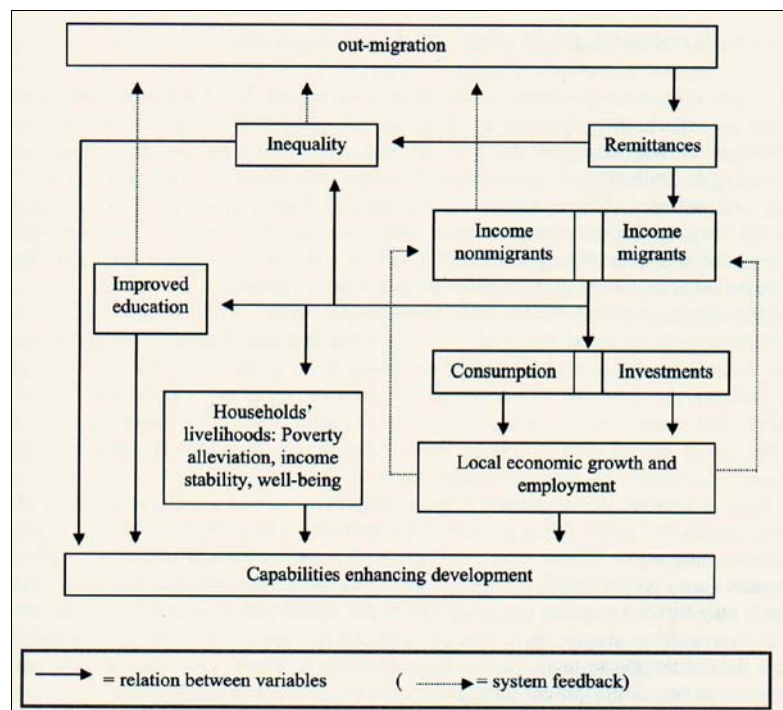 out-migration
Inequality
Remittances
Income
nonmigrants
Income
migrants
Improved
education
Consumption
Investments
Households'
livelihoods: Poverty
alleviation, income
stability, well-being
Local economic growth and
employment
Capabilities enhancing development
= relation between variables ( = system feedback)